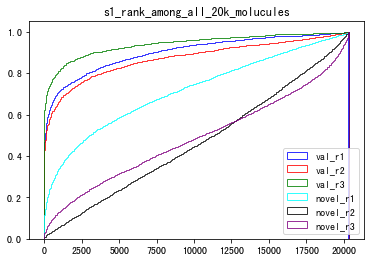 s1_rank_among_all_20k_molucules
1.0
0.8
0.6
0.4
0.2
0.0
0
2500
5000
7500
10000
12500
15000
17500
20000
val_r1
val_r2
val_r3
novel_r1
novel_r2
novel_r3